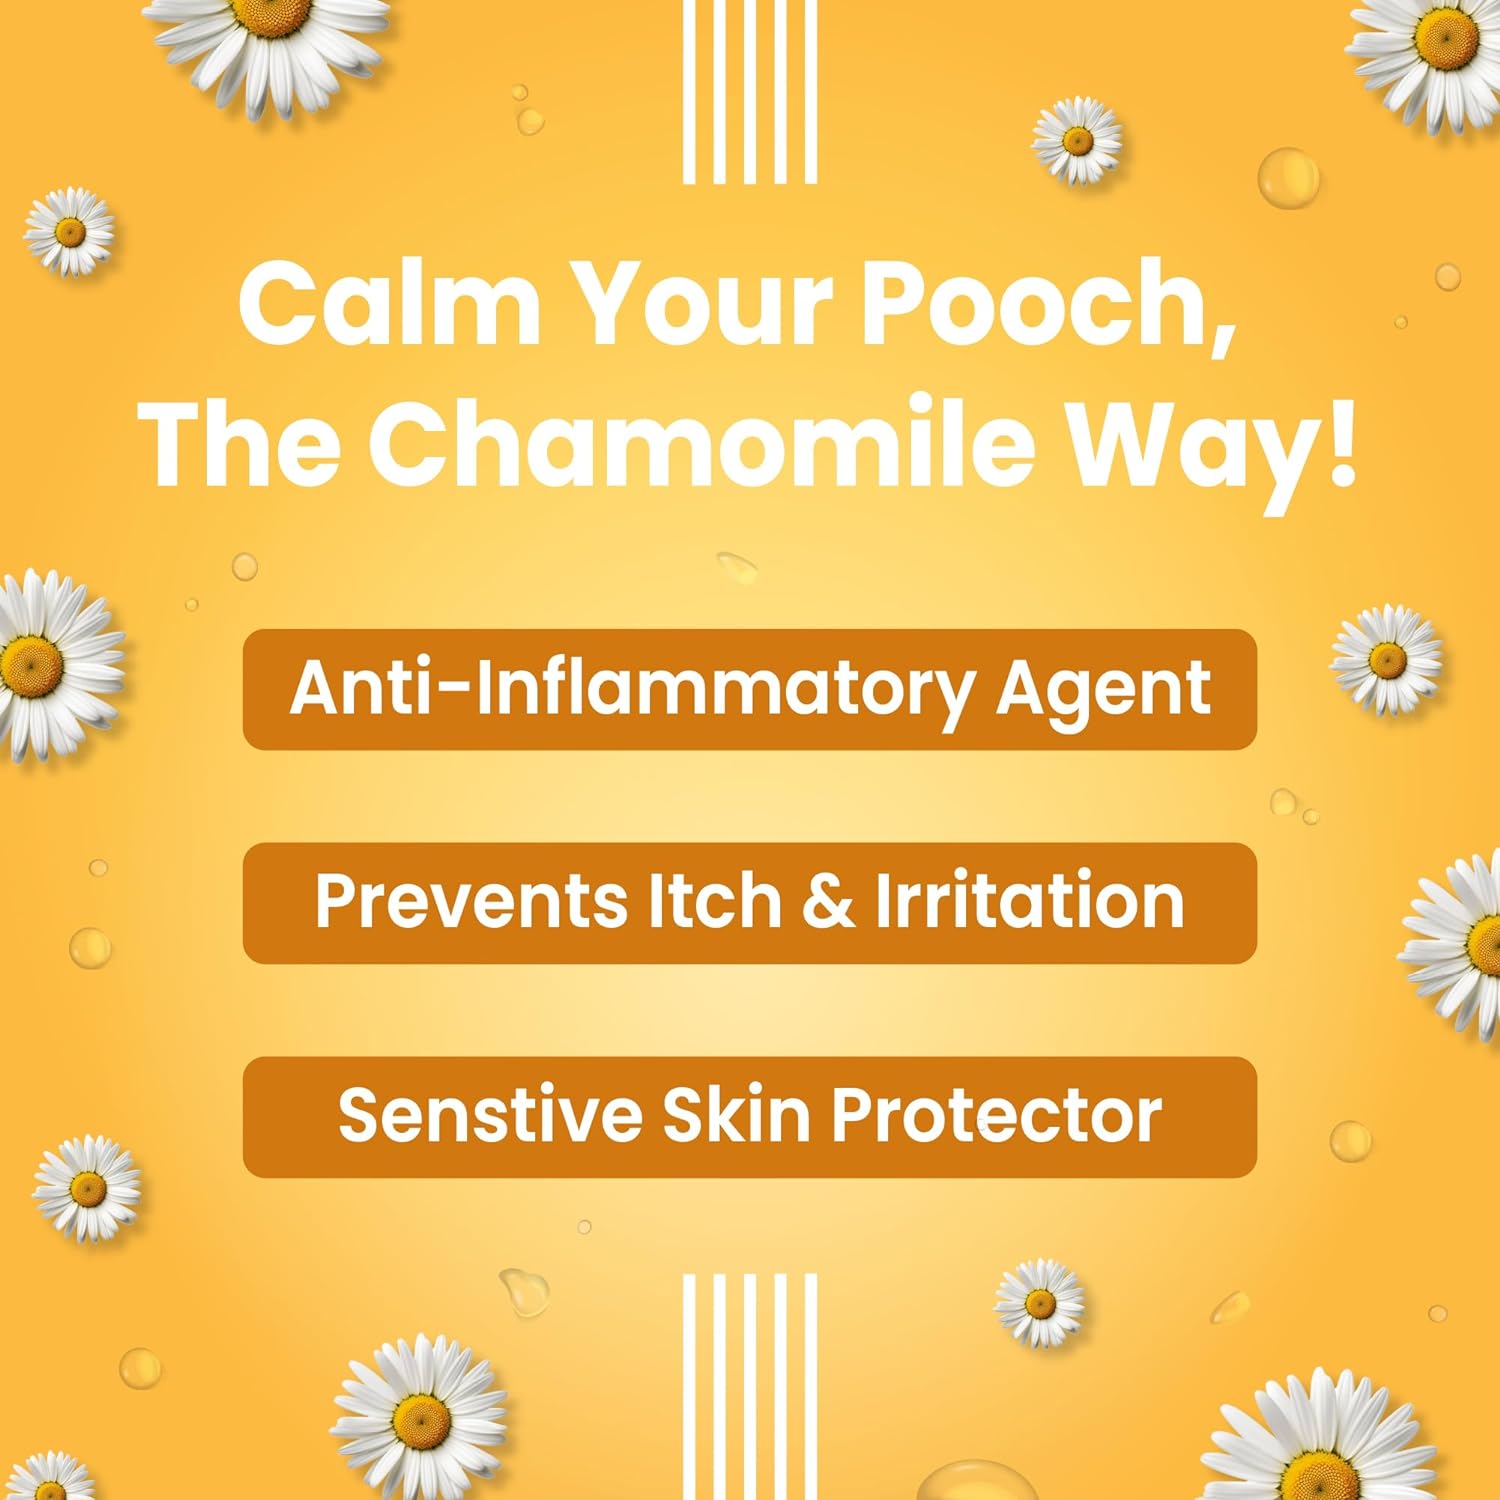 Calm Your Pooch,
The Chamomile Way!
Anti-Inflammatory Agent
Prevents Itch & Irritation
Senstive Skin Protector